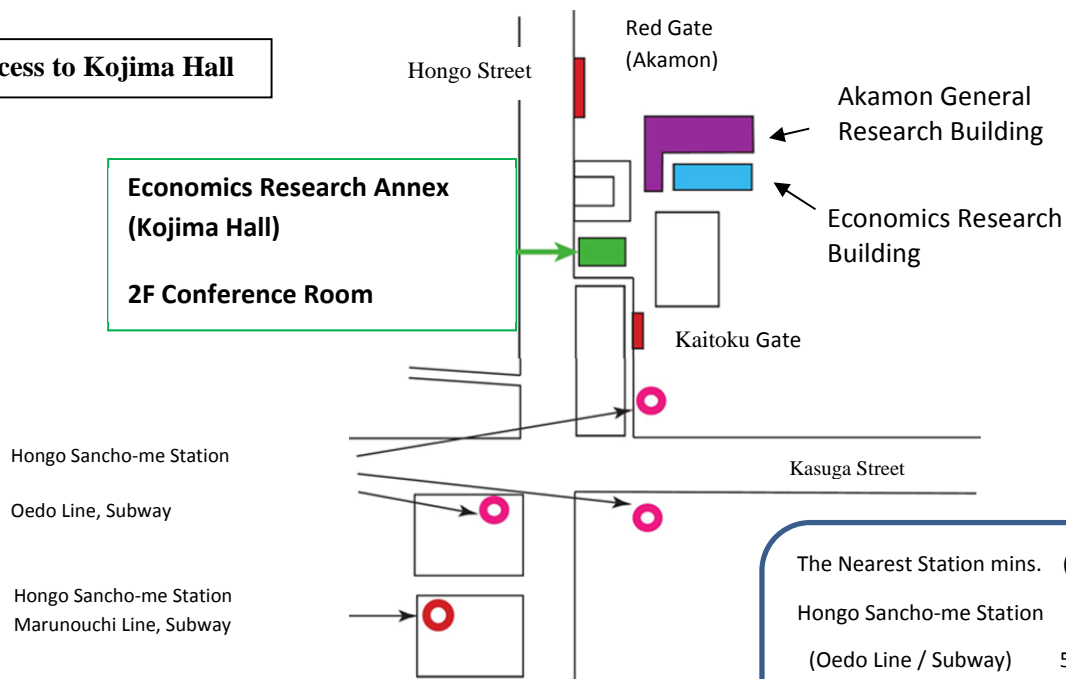 cess to Kojima Hall
Hongo Street
Red Gate
(Akamon)
Akamon General
Research Building
Economics Research Annex
(Kojima Hall)
2F Conference Room
Economics Research
Building
Kaitoku Gate
Hongo Sancho-me Station
Oedo Line, Subway
Kasuga Street
Hongo Sancho-me Station
Marunouchi Line, Subway
The Nearest Station mins. (
Hongo Sancho-me Station
(Oedo Line / Subway) 5